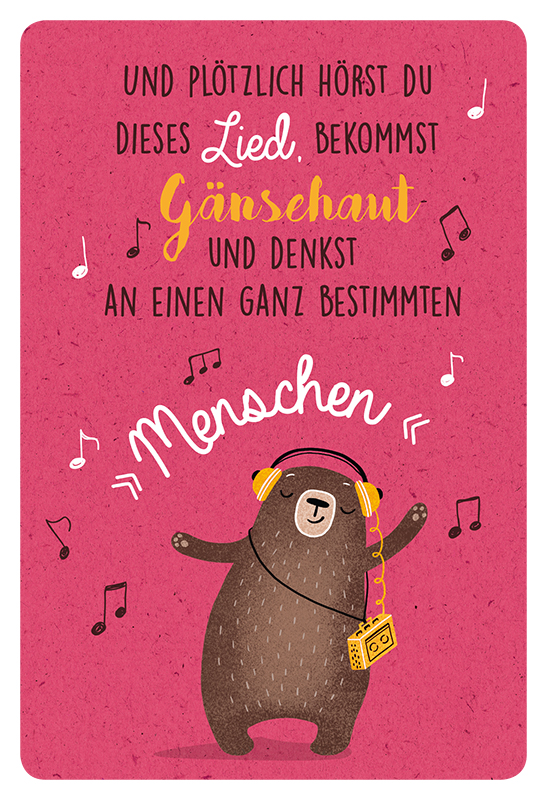 UND PLÖTZLICH HÖRST DU
DIESES Lied, BEKOMMST
Gänsehaut
UND DENKST
AN EINEN GANZ BESTIMMTEN
Menschen